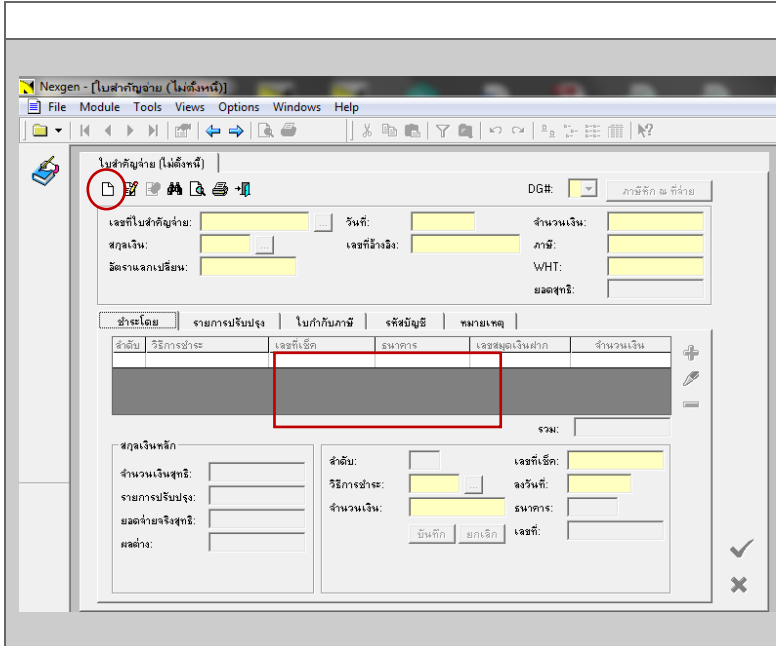 Nexgen - [ใบสำคัญจ่าย (ไม่ตั้งหนี้)]
File Module Tools Views Options Windows Help
ใบสำคัญจ่าย (ไม่ตั้งหนี้)
DG#: ภาษีหัก ณ ที่จ่าย
เลขที่ใบสำคัญจ่าย: ... วันที่: จำนวนเงิน:
สกุลเงิน: ... เลขที่อ้างอิง: ภาษี:
อัตราแลกเปลี่ยน: WHT:
ยอดสุทธิ:
ชำระโดย รายการปรับปรุง ใบกำกับภาษี รหัสบัญชี หมายเหตุ
ลำดับ วิธีการชำระ เลขที่เช็ค ธนาคาร เลขสมุดเงินฝาก จำนวนเงิน
รวม:
สกุลเงินหลัก
จำนวนเงินสุทธิ:
รายการปรับปรุง:
ยอดจ่ายจริงสุทธิ:
ผลต่าง:
ลำดับ: เลขที่เช็ค:
วิธีการชำระ: ... ลงวันที่:
จำนวนเงิน: ธนาคาร:
บันทึก ยกเลิก เลขที่: